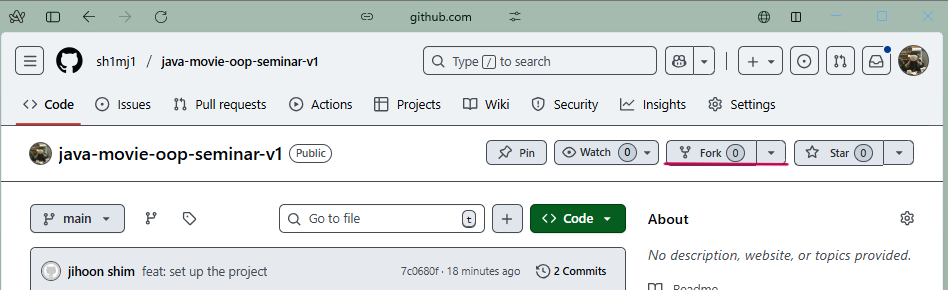 github.com
sh1mj1 / java-movie-oop-seminar-v1 Type / to search
Code Issues Pull requests Actions Projects Wiki Security Insights Settings
java-movie-oop-seminar-v1 Public Pin Watch 0 Fork 0 Star 0
main Go to file t Code About
No description, website, or topics provided.
jihoon shim feat: set up the project 7c0680f · 18 minutes ago 2 Commits
Readme